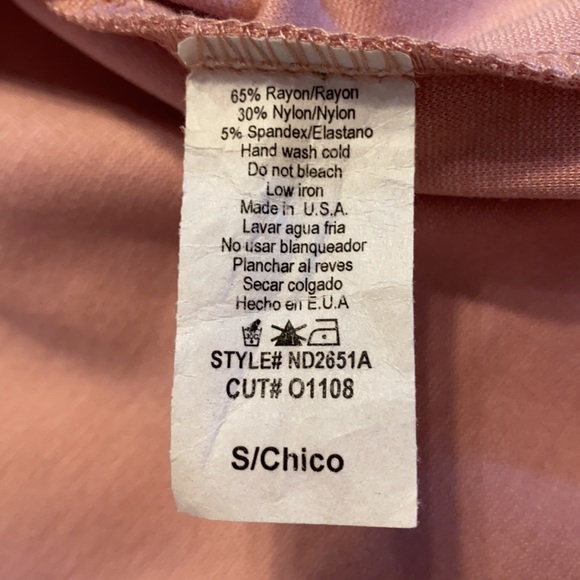 65% Rayon/Rayon
30% Nylon/Nylon
5% Spandex/Elastano
Hand wash cold
Do not bleach
Low iron
Made in U.S.A.
Lavar agua fria
No usar blanqueador
Planchar al reves
Secar colgado
Hecho en E.U.A
STYLE# ND2651A
CUT# O1108
S/Chico